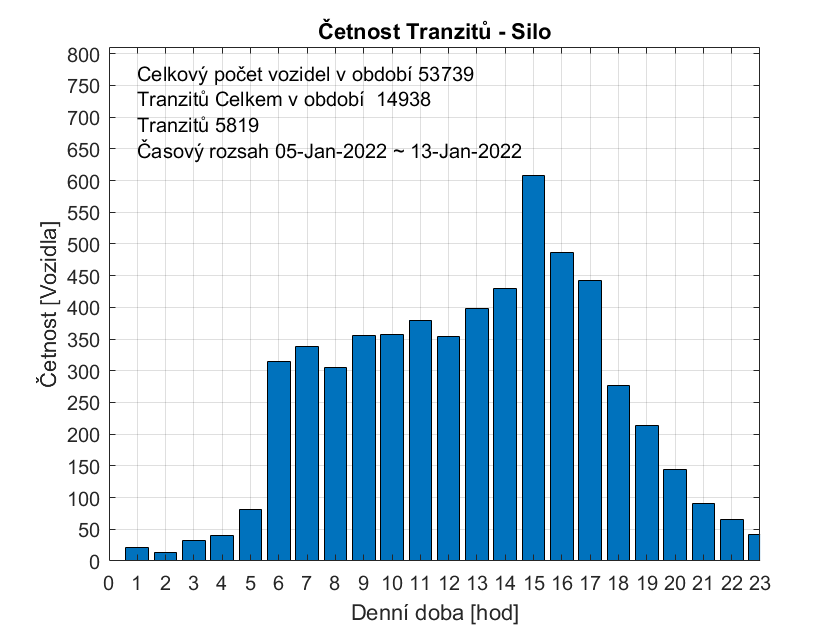 Četnost Tranzitů - Silo
Celkový počet vozidel v období 53739
Tranzitů Celkem v období 14938
Tranzitů 5819
Časový rozsah 05-Jan-2022 ~ 13-Jan-2022
Četnost [Vozidla]
800
750
700
650
600
550
500
450
400
350
300
250
200
150
100
50
0
0 1 2 3 4 5 6 7 8 9 10 11 12 13 14 15 16 17 18 19 20 21 22 23
Denní doba [hod]